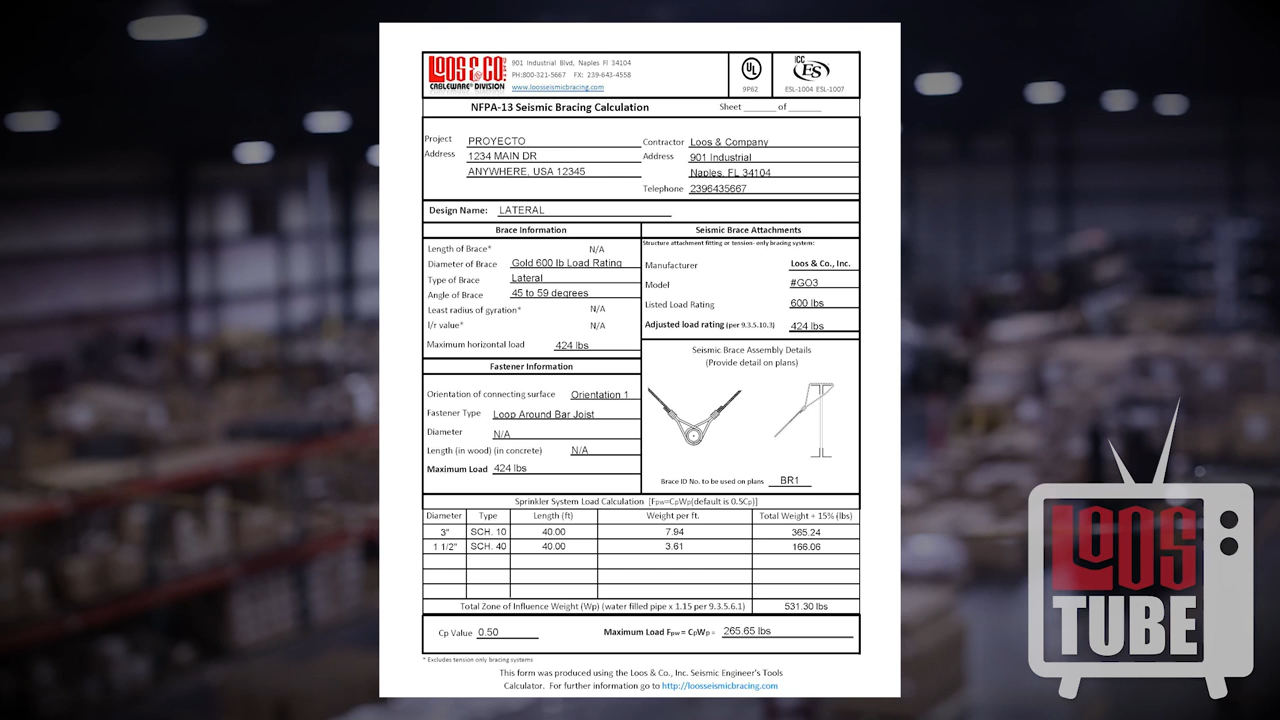 LOOS & CO. INC.
CABLEWARE® DIVISION
901 Industrial Blvd, Naples Fl 34104
PH:800-321-5667 FX: 239-643-4558
www.loosseismicbracing.com
UL
9P62
ICC
ES
ESL-1004 ESL-1007
NFPA-13 Seismic Bracing Calculation
Sheet ______ of ______
Project PROYECTO
Address 1234 MAIN DR
ANYWHERE, USA 12345
Contractor Loos & Company
Address 901 Industrial
Naples, FL 34104
Telephone 2396435667
Design Name: LATERAL
Brace Information
Length of Brace* N/A
Diameter of Brace Gold 600 lb Load Rating
Type of Brace Lateral
Angle of Brace 45 to 59 degrees
Least radius of gyration* N/A
l/r value* N/A
Maximum horizontal load 424 lbs
Seismic Brace Attachments
Structure attachment fitting or tension- only bracing system:
Manufacturer Loos & Co., Inc.
Model #GO3
Listed Load Rating 600 lbs
Adjusted load rating (per 9.3.5.10.3) 424 lbs
Fastener Information
Orientation of connecting surface Orientation 1
Fastener Type Loop Around Bar Joist
Diameter N/A
Length (in wood) (in concrete) N/A
Maximum Load 424 lbs
Seismic Brace Assembly Details
(Provide detail on plans)
Brace ID No. to be used on plans BR1
Sprinkler System Load Calculation [Fpw=CpWp(default is 0.5Cp)]
Diameter Type Length (ft) Weight per ft. Total Weight + 15% (lbs)
3" SCH. 10 40.00 7.94 365.24
1 1/2" SCH. 40 40.00 3.61 166.06
Total Zone of Influence Weight (Wp) (water filled pipe x 1.15 per 9.3.5.6.1) 531.30 lbs
Cp Value 0.50 Maximum Load Fpw = CpWp = 265.65 lbs
* Excludes tension only bracing systems
This form was produced using the Loos & Co., Inc. Seismic Engineer's Tools
Calculator. For further information go to http://loosseismicbracing.com
LOOS
TUBE